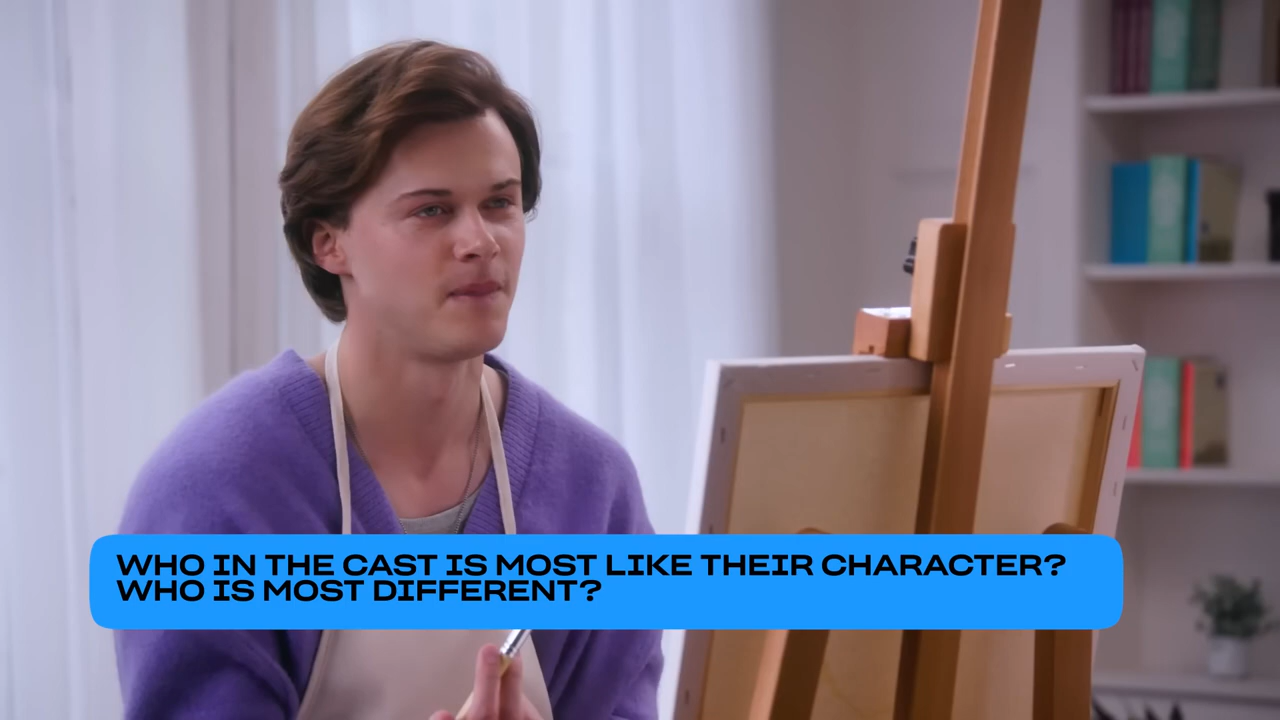 WHO IN THE CAST IS MOST LIKE THEIR CHARACTER?
WHO IS MOST DIFFERENT?